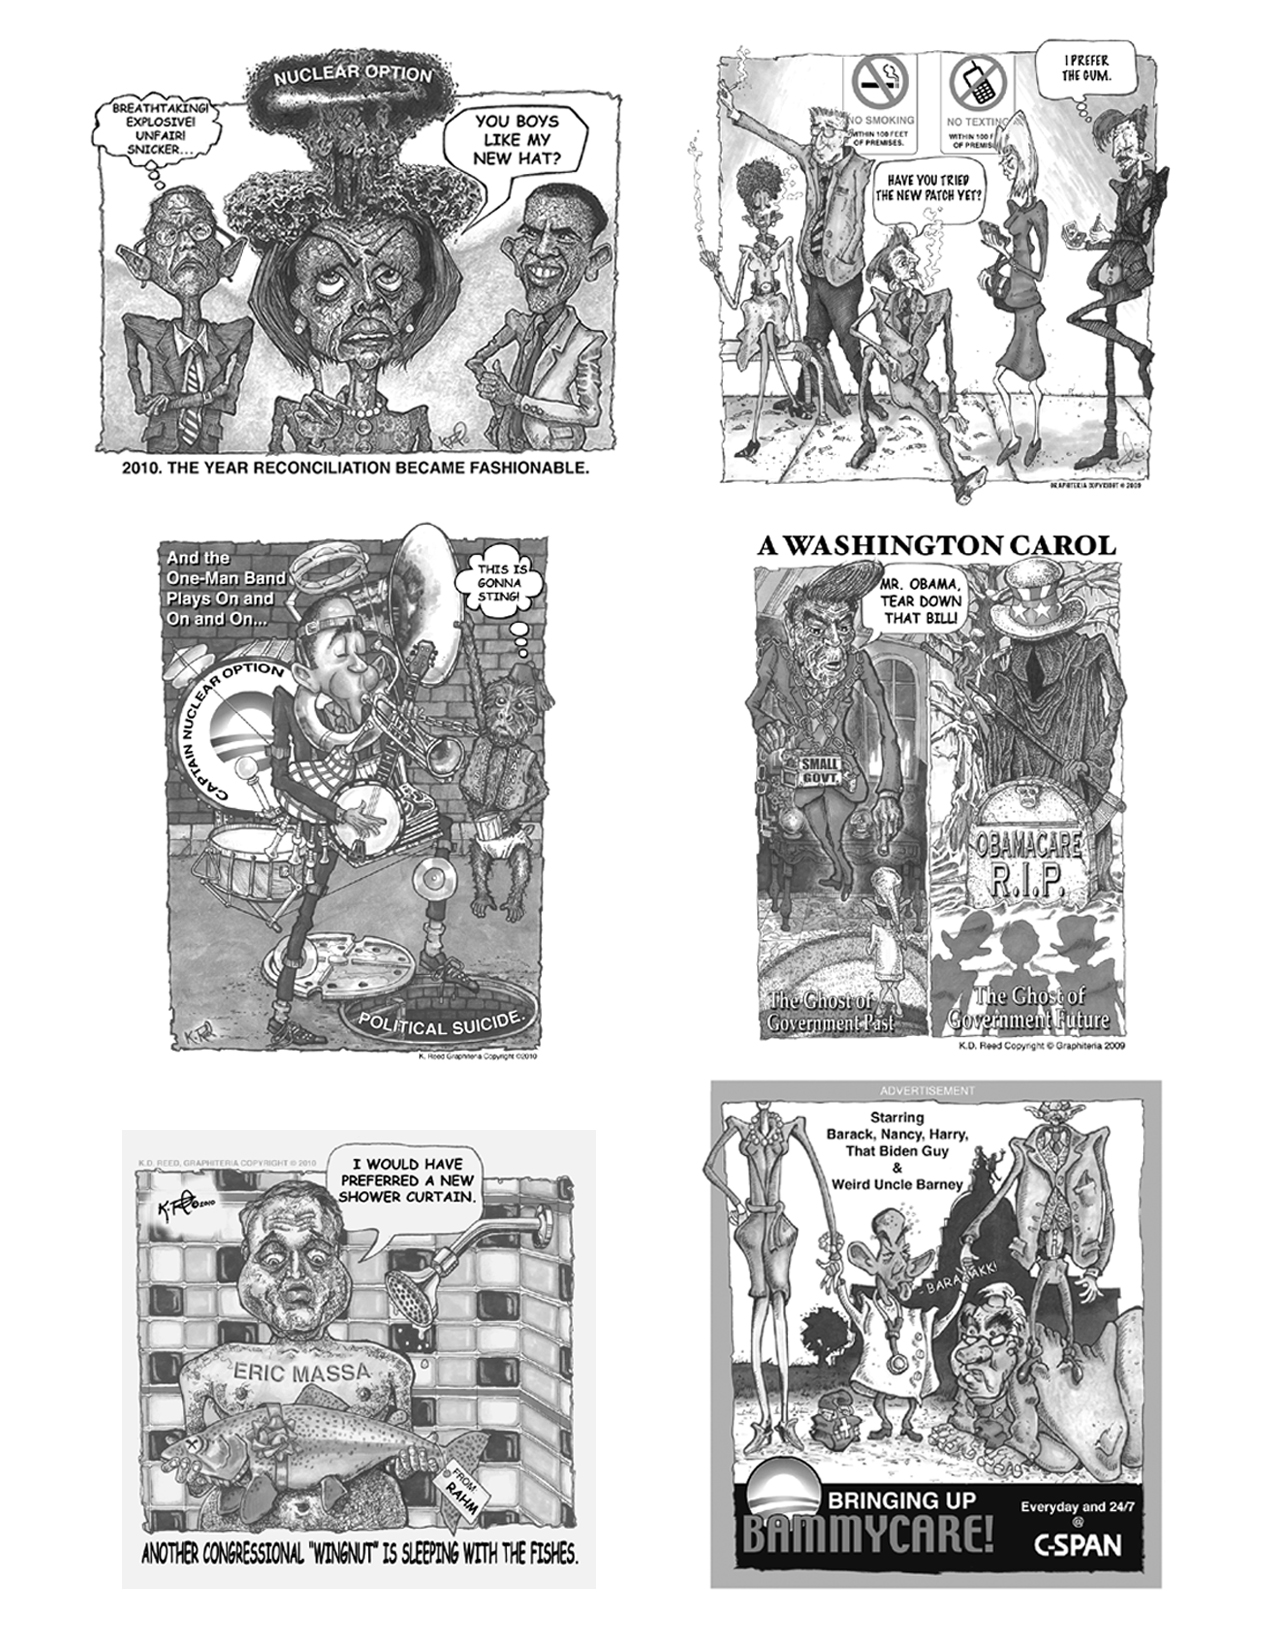 NUCLEAR OPTION
BREATHTAKING!
EXPLOSIVE!
UNFAIR!
SNICKER...
YOU BOYS
LIKE MY
NEW HAT?
2010. THE YEAR RECONCILIATION BECAME FASHIONABLE.
I PREFER
THE GUM.
NO SMOKING
WITHIN 100 FEET
OF PREMISES.
NO TEXTING
WITHIN 100 F
OF PREMIS
HAVE YOU TRIED
THE NEW PATCH YET?
GRAPHITERIA COPYRIGHT © 2009
And the
One-Man Band
Plays On and
On and On...
THIS IS
GONNA
STING!
CAPTAIN NUCLEAR OPTION
POLITICAL SUICIDE.
K. Reed Graphiteria Copyright ©2010
A WASHINGTON CAROL
MR. OBAMA,
TEAR DOWN
THAT BILL!
SMALL
GOVT.
OBAMACARE
R.I.P.
The Ghost of
Government Past
The Ghost of
Government Future
K.D. Reed Copyright © Graphiteria 2009
K.D. REED, GRAPHITERIA COPYRIGHT © 2010
I WOULD HAVE
PREFERRED A NEW
SHOWER CURTAIN.
©2010
ERIC MASSA
FROM:
RAHM
ANOTHER CONGRESSIONAL "WINGNUT" IS SLEEPING WITH THE FISHES.
ADVERTISEMENT
Starring
Barack, Nancy, Harry,
That Biden Guy
&
Weird Uncle Barney
BRINGING UP
BAMMYCARE!
Everyday and 24/7
@
C-SPAN